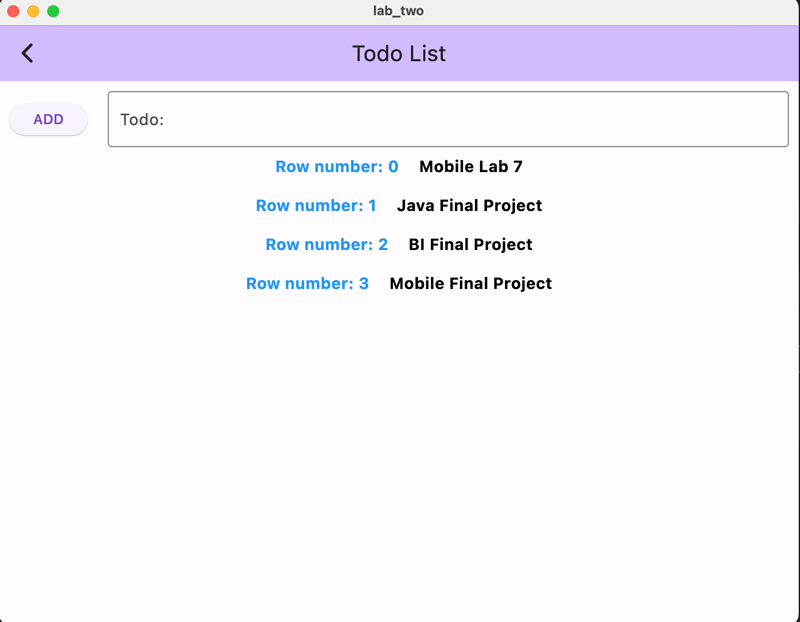 lab_two
Todo List
ADD
Todo:
Row number: 0 Mobile Lab 7
Row number: 1 Java Final Project
Row number: 2 BI Final Project
Row number: 3 Mobile Final Project